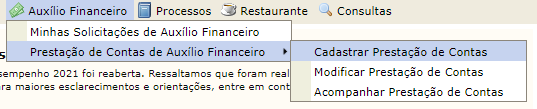 Auxílio Financeiro Processos Restaurante Consultas
Minhas Solicitações de Auxílio Financeiro
Prestação de Contas de Auxílio Financeiro Cadastrar Prestação de Contas
sempenho 2021 foi reaberta. Ressaltamos que foram real Modificar Prestação de Contas
ra maiores esclarecimentos e orientações, entre em cont Acompanhar Prestação de Contas